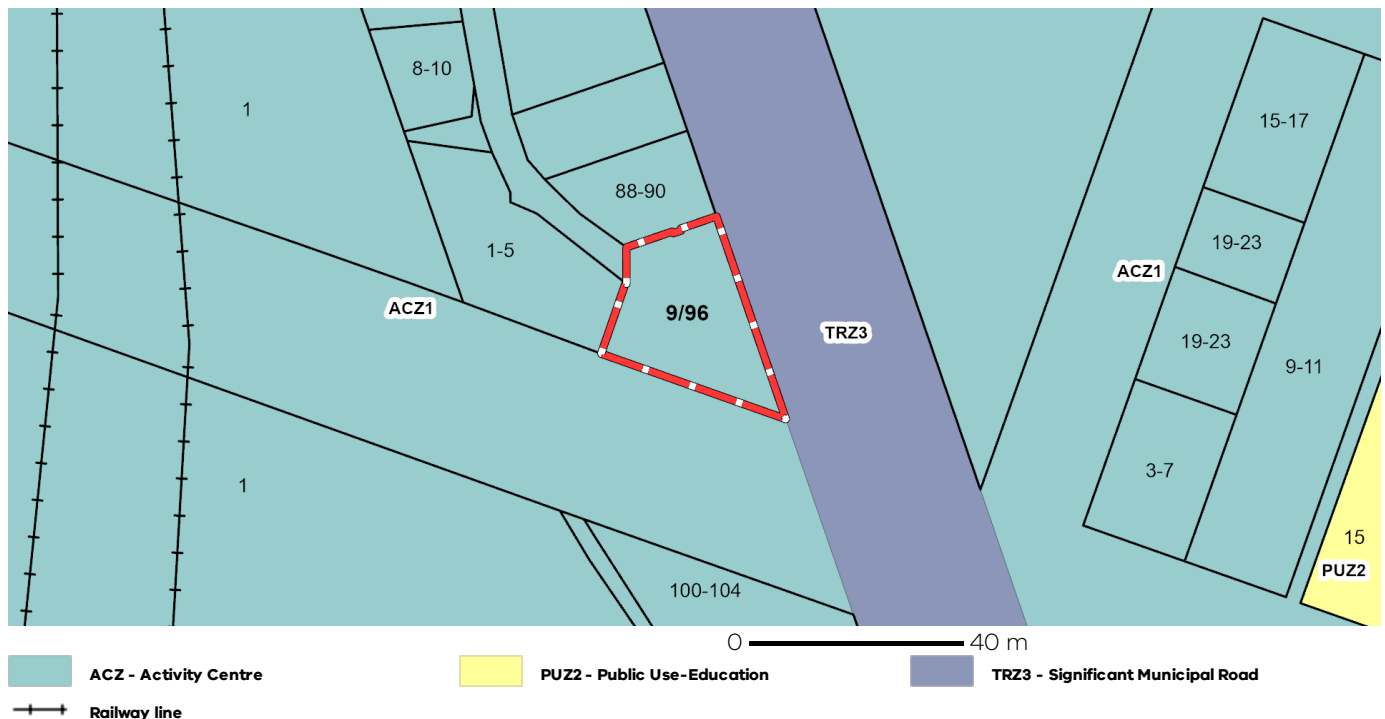 8-10
15-17
1
88-90
19-23
1-5
ACZ1
ACZ1
9/96
TRZ3
19-23
9-11
3-7
1
15
PUZ2
100-104
0 40 m
ACZ - Activity Centre
PUZ2 - Public Use-Education
TRZ3 - Significant Municipal Road
Railway line